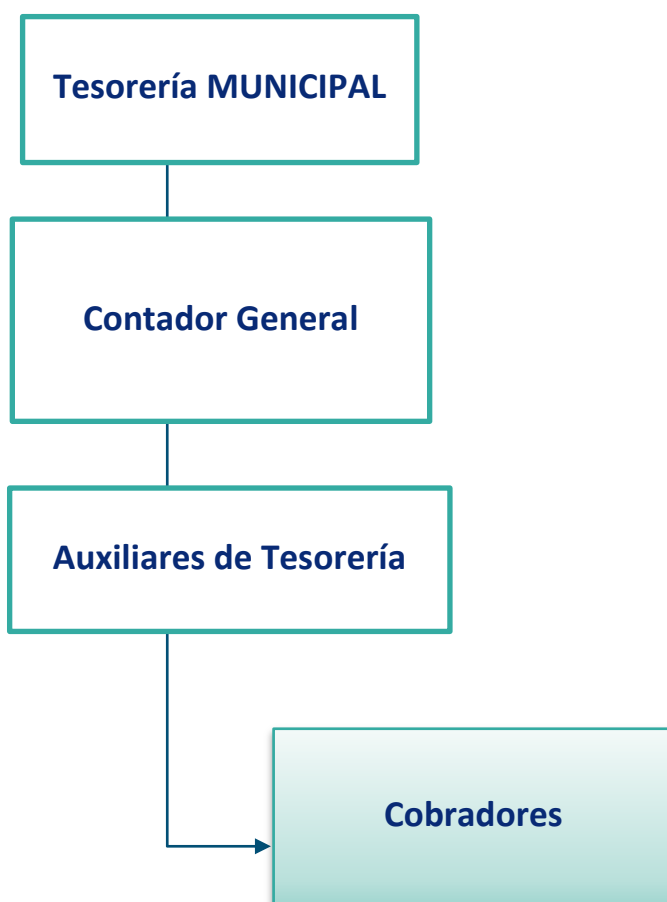 Tesorería MUNICIPAL
Contador General
Auxiliares de Tesorería
Cobradores